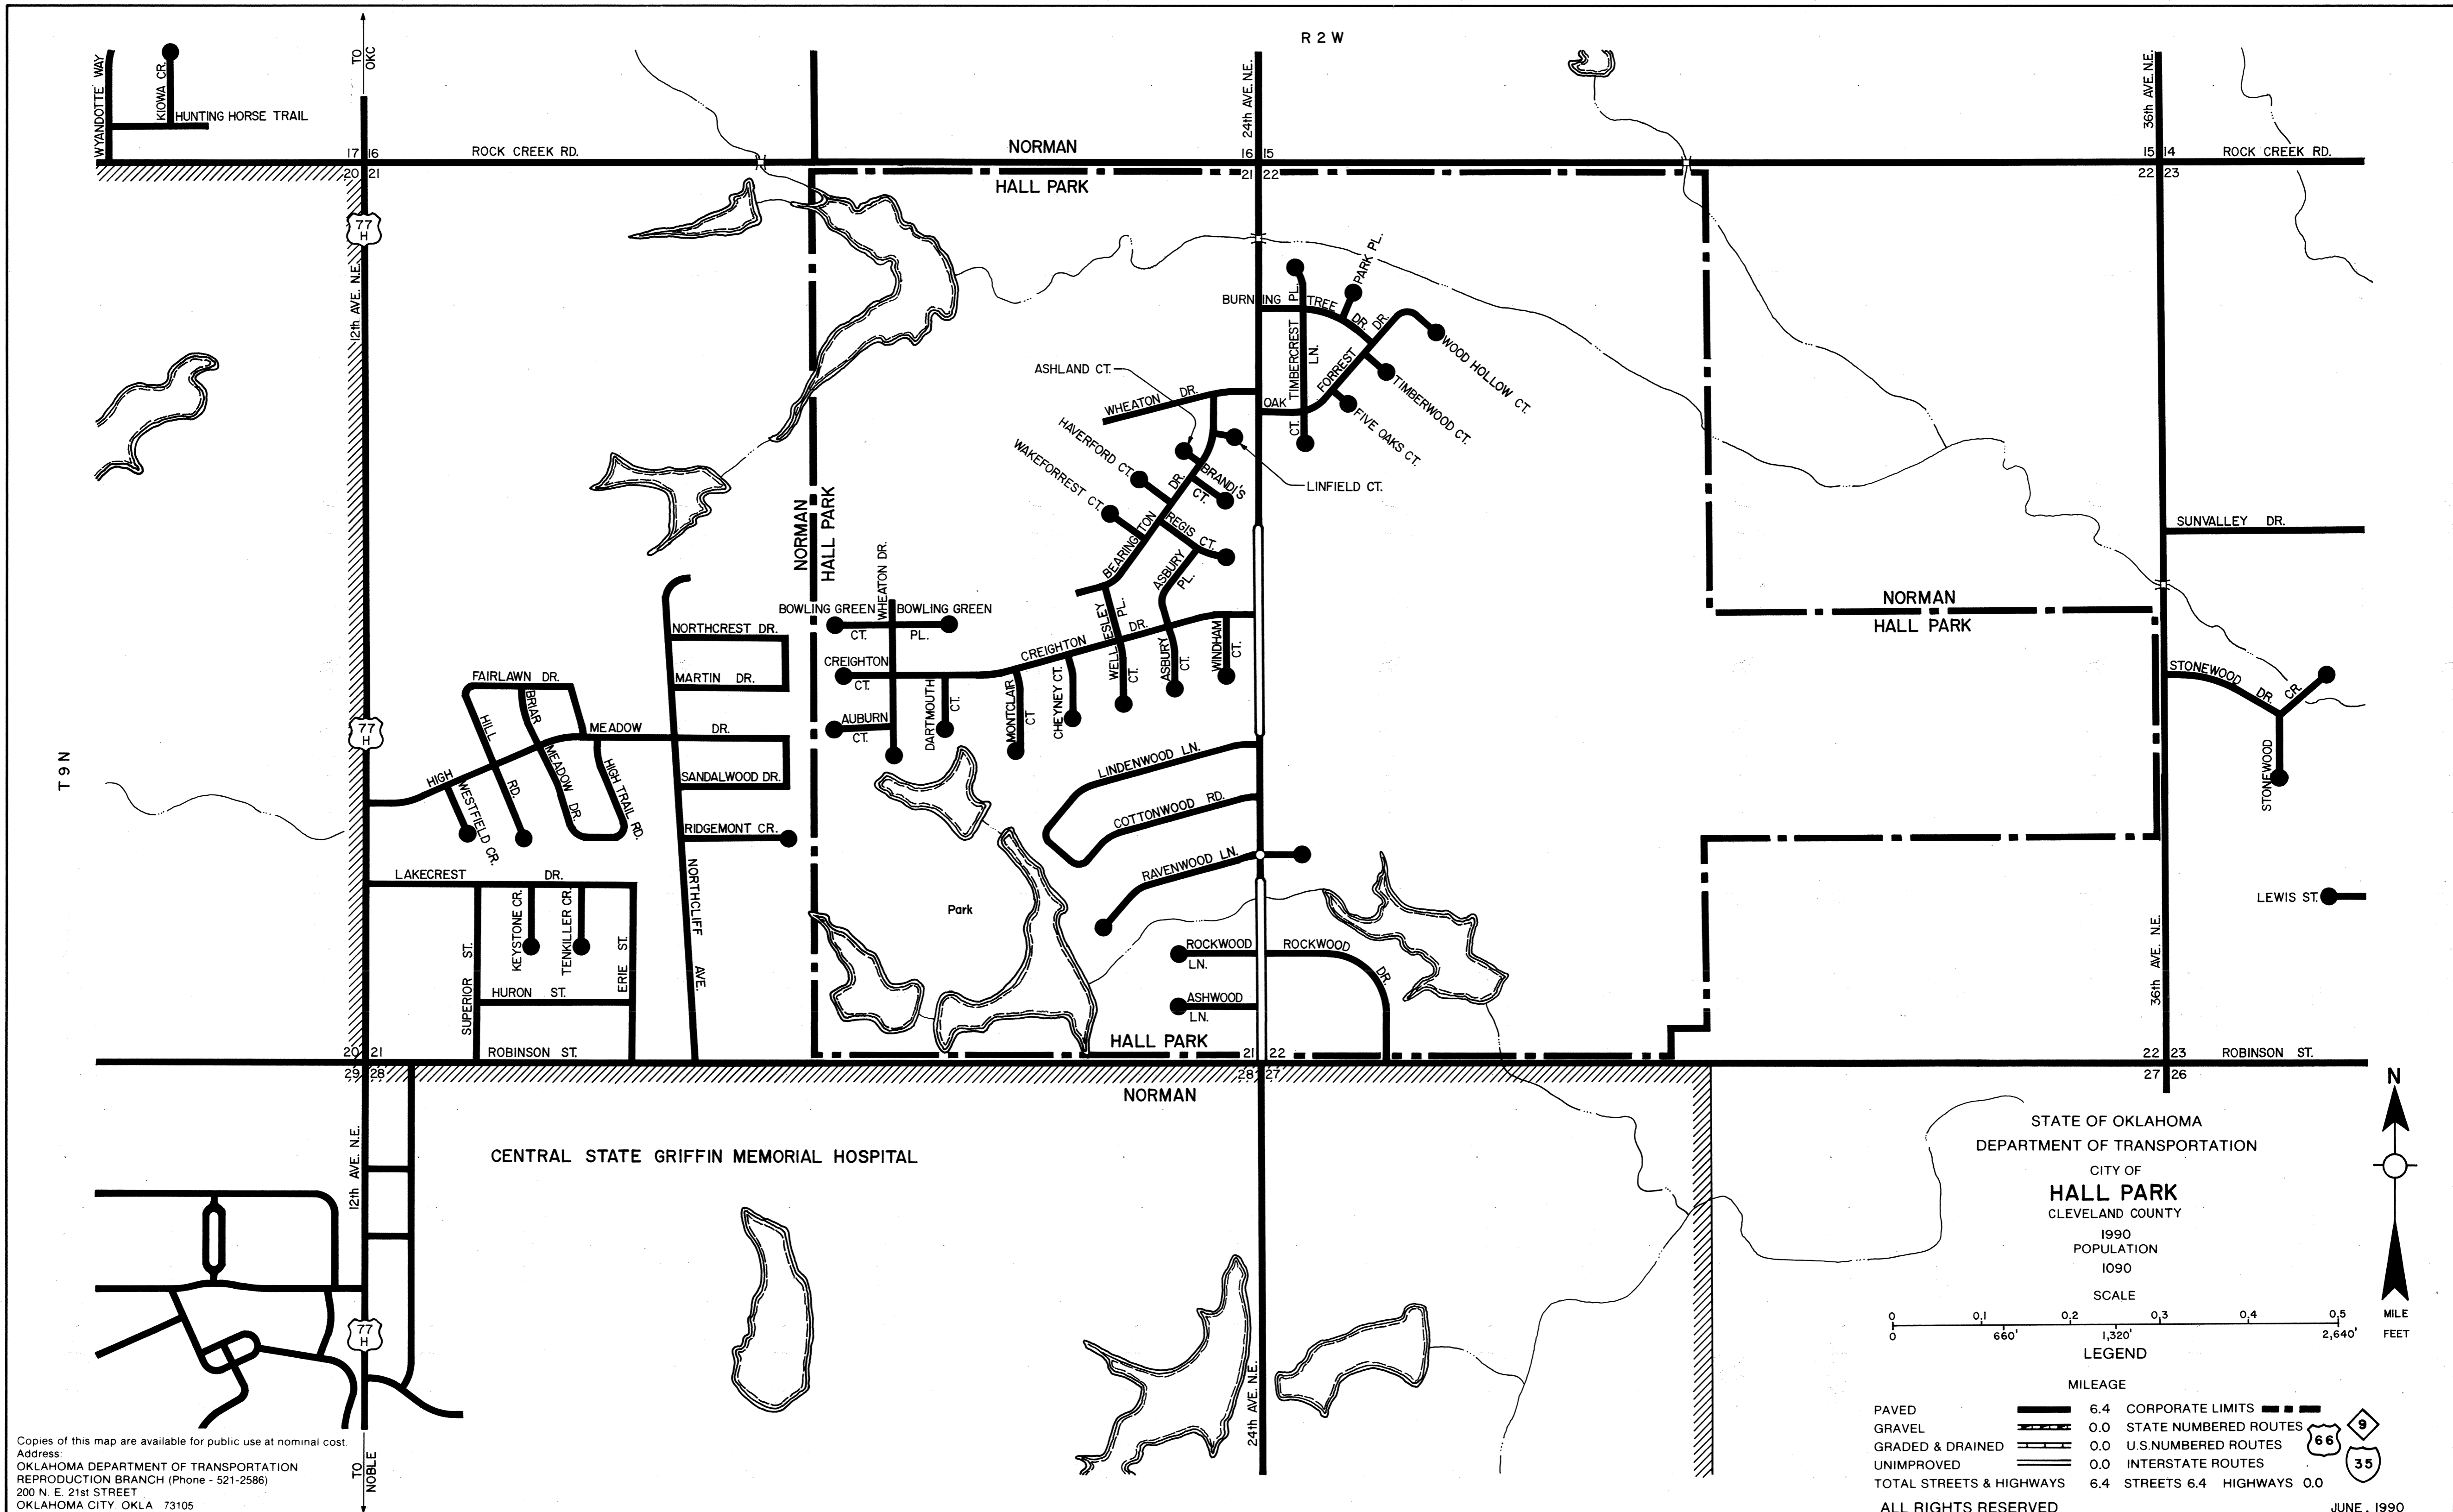 R 2 W
WYANDOTTE WAY
KIOWA CR.
HUNTING HORSE TRAIL
TO OKC
24th AVE. N.E.
36th AVE. N.E.
17 16
ROCK CREEK RD.
NORMAN
16 15
15 14
ROCK CREEK RD.
20 21
HALL PARK
21 22
22 23
77 H
12th AVE. N.E.
PARK PL.
BURNING TREE DR.
TIMBERCREST PL.
TIMBERCREST LN.
CT.
OAK FORREST DR.
WOOD HOLLOW CT.
TIMBERWOOD CT.
FIVE OAKS CT.
ASHLAND CT.
WHEATON DR.
HAVERFORD CT.
WAKEFORREST CT.
BRANDI'S CT.
LINFIELD CT.
BEARINGTON DR.
REGIS CT.
ASBURY PL.
NORMAN
HALL PARK
SUNVALLEY DR.
WHEATON DR.
BOWLING GREEN CT.
BOWLING GREEN PL.
NORMAN
HALL PARK
NORTHCREST DR.
WELLESLEY PL.
CREIGHTON DR.
CREIGHTON CT.
WELLESLEY CT.
ASBURY CT.
WINDHAM CT.
CHEYNEY CT.
MONTCLAIR CT
DARTMOUTH CT.
AUBURN CT.
FAIRLAWN DR.
MARTIN DR.
STONEWOOD DR.
CR.
STONEWOOD
BRIAR MEADOW DR.
HILL RD.
HIGH MEADOW DR.
77 H
T 9 N
WESTFIELD CR.
HIGH TRAIL RD.
SANDALWOOD DR.
LINDENWOOD LN.
COTTONWOOD RD.
RIDGEMONT CR.
RAVENWOOD LN.
LAKECREST DR.
NORTHCLIFF AVE.
KEYSTONE CR.
TENKILLER CR.
SUPERIOR ST.
ERIE ST.
HURON ST.
Park
LEWIS ST.
ROCKWOOD LN.
ROCKWOOD DR.
ASHWOOD LN.
36th AVE. N.E.
20 21
ROBINSON ST.
HALL PARK
21 22
22 23
ROBINSON ST.
29 28
28 27
27 26
NORMAN
12th AVE. N.E.
CENTRAL STATE GRIFFIN MEMORIAL HOSPITAL
77 H
24th AVE. N.E.
TO NOBLE
N
STATE OF OKLAHOMA
DEPARTMENT OF TRANSPORTATION
CITY OF
HALL PARK
CLEVELAND COUNTY
1990
POPULATION
1090
SCALE
0 0.1 0.2 0.3 0.4 0.5 MILE
0 660' 1,320' 2,640' FEET
LEGEND
MILEAGE
PAVED 6.4 CORPORATE LIMITS
GRAVEL 0.0 STATE NUMBERED ROUTES 9
GRADED & DRAINED 0.0 U.S.NUMBERED ROUTES 66
UNIMPROVED 0.0 INTERSTATE ROUTES 35
TOTAL STREETS & HIGHWAYS 6.4 STREETS 6.4 HIGHWAYS 0.0
ALL RIGHTS RESERVED JUNE, 1990
Copies of this map are available for public use at nominal cost.
Address:
OKLAHOMA DEPARTMENT OF TRANSPORTATION
REPRODUCTION BRANCH (Phone - 521-2586)
200 N. E. 21st STREET
OKLAHOMA CITY. OKLA 73105